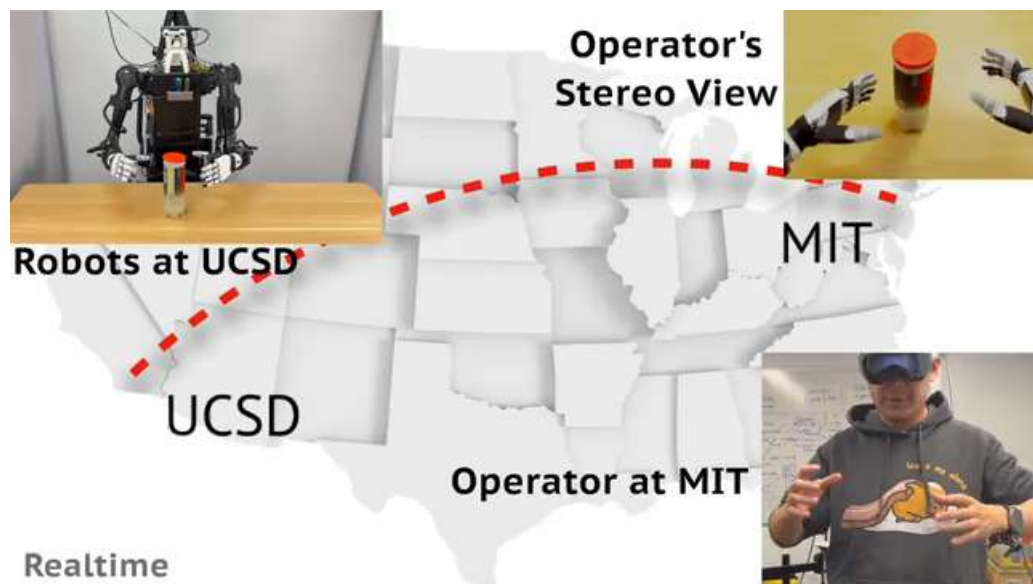 Operator's
Stereo View
Robots at UCSD
MIT
UCSD
Operator at MIT
Realtime